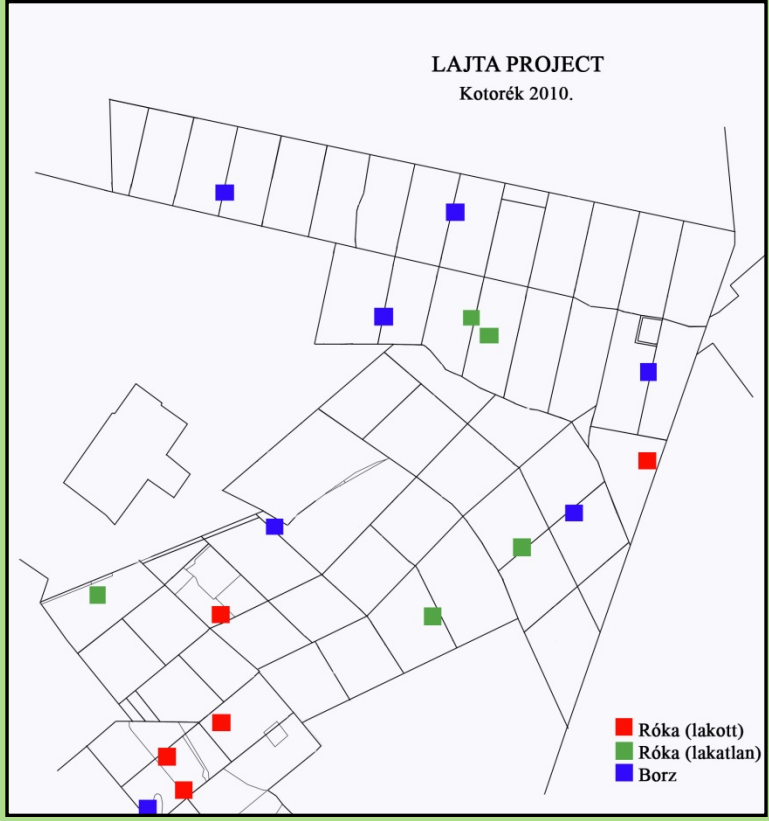 LAJTA PROJECT
Kotorék 2010.
Róka (lakott)
Róka (lakatlan)
Borz